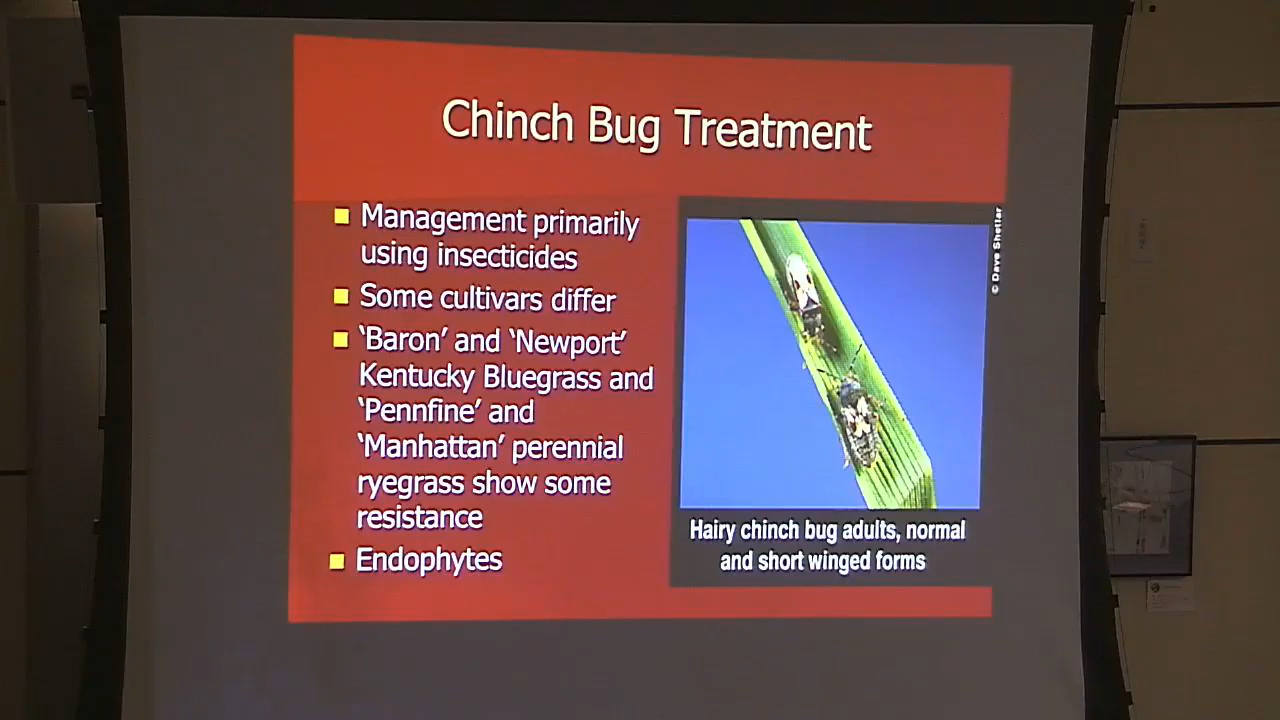 Chinch Bug Treatment
Management primarily
using insecticides
Some cultivars differ
‘Baron’ and ‘Newport’
Kentucky Bluegrass and
‘Pennfine’ and
‘Manhattan’ perennial
ryegrass show some
resistance
Endophytes
© Dave Shetlar
Hairy chinch bug adults, normal
and short winged forms